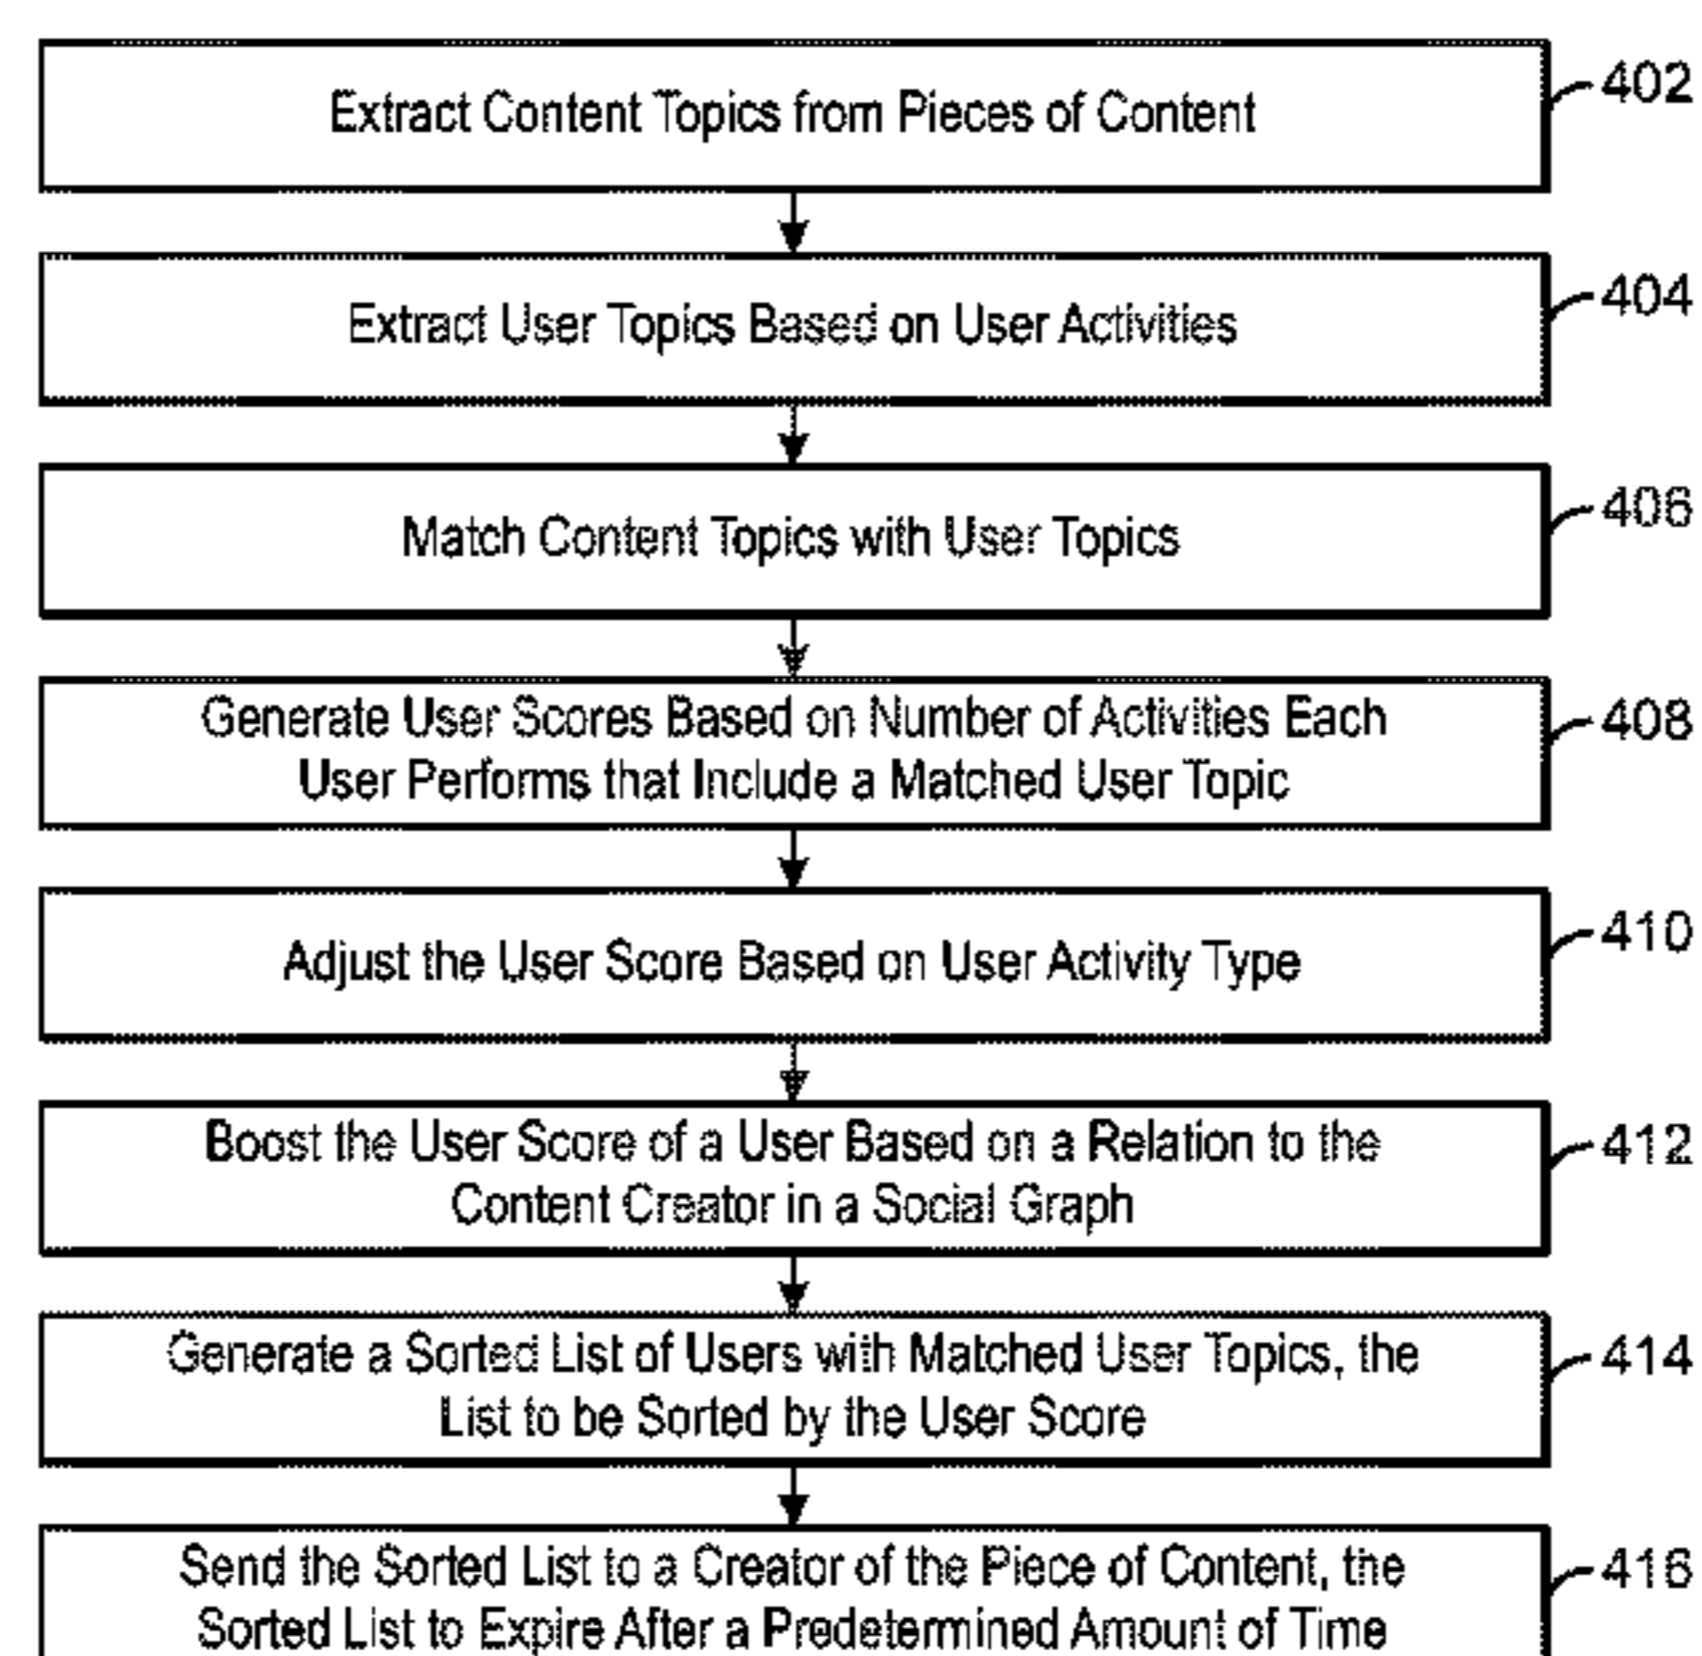 Extract Content Topics from Pieces of Content
402
Extract User Topics Based on User Activities
404
Match Content Topics with User Topics
406
Generate User Scores Based on Number of Activities Each
User Performs that Include a Matched User Topic
408
Adjust the User Score Based on User Activity Type
410
Boost the User Score of a User Based on a Relation to the
Content Creator in a Social Graph
412
Generate a Sorted List of Users with Matched User Topics, the
List to be Sorted by the User Score
414
Send the Sorted List to a Creator of the Piece of Content, the
Sorted List to Expire After a Predetermined Amount of Time
416